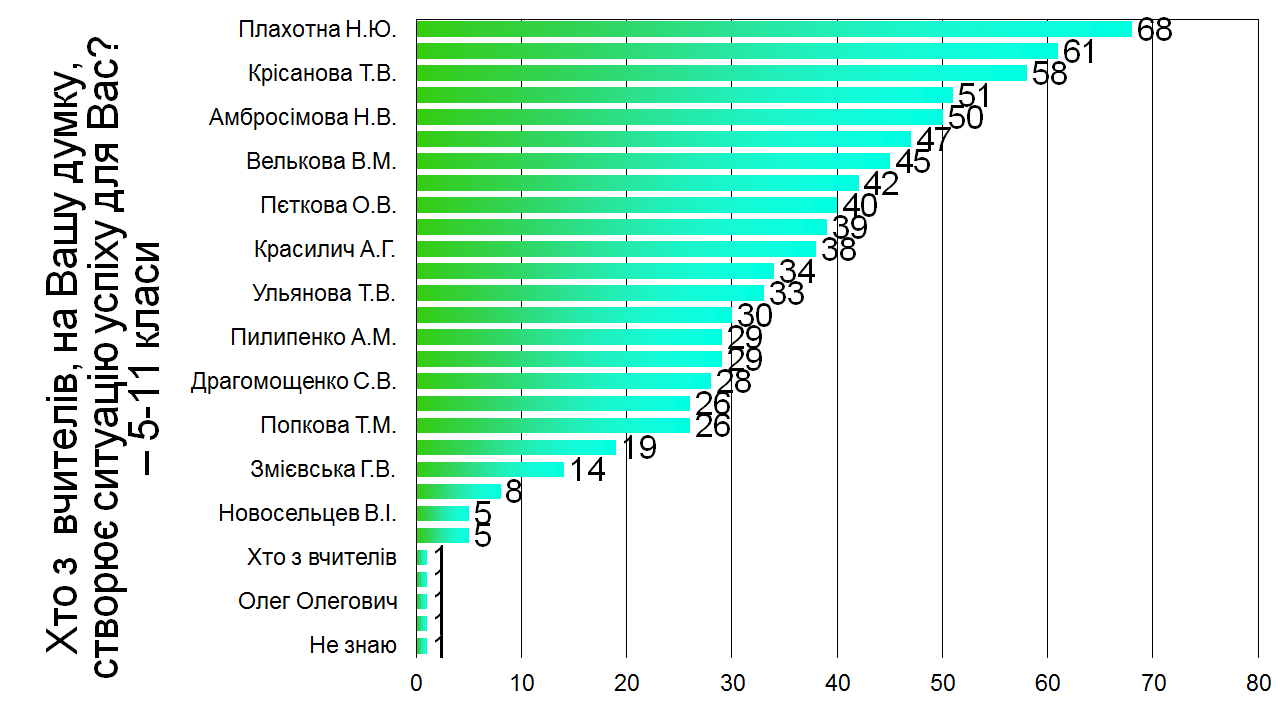 Хто з  вчителів, на Вашу думку,
створює ситуацію успіху для Вас?
– 5-11 класи
Плахотна Н.Ю.
68
61
Крісанова Т.В.
58
51
Амбросімова Н.В.
50
47
Велькова В.М.
45
42
Пєткова О.В.
40
39
Красилич А.Г.
38
34
Ульянова Т.В.
33
30
Пилипенко А.М.
29
29
Драгомощенко С.В.
28
26
Попкова Т.М.
26
19
Змієвська Г.В.
14
8
Новосельцев В.І.
5
5
Хто з вчителів
1
1
Олег Олегович
1
1
Не знаю
1
0 10 20 30 40 50 60 70 80